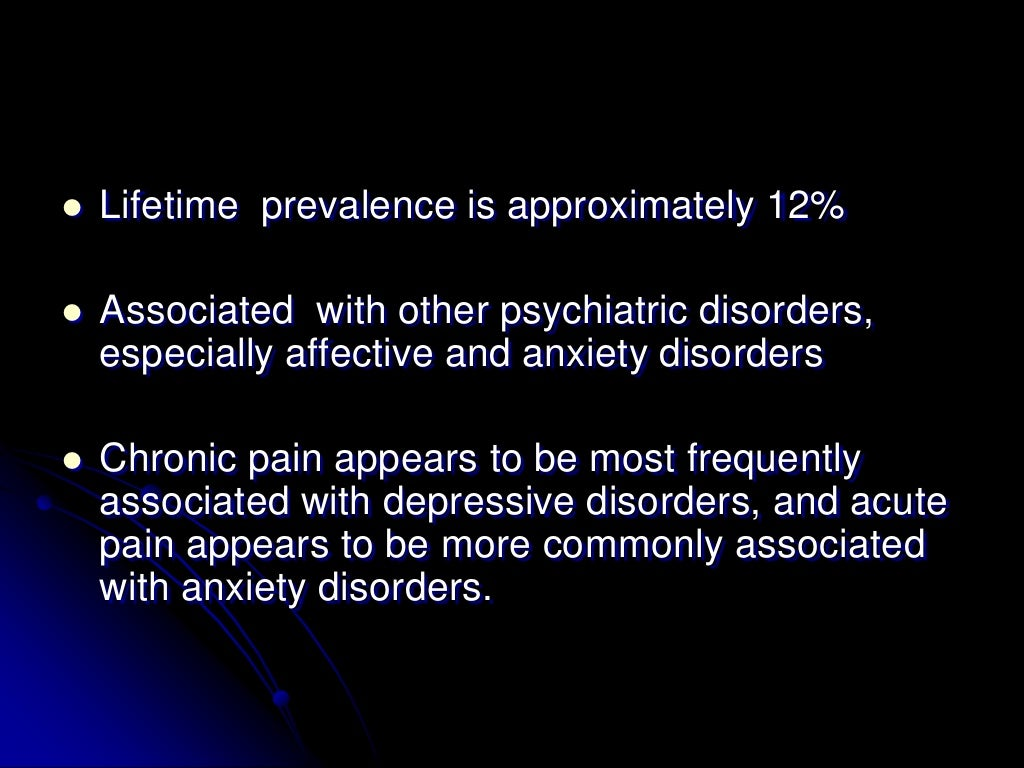 Lifetime  prevalence is approximately 12%
Associated  with other psychiatric disorders,
especially affective and anxiety disorders
Chronic pain appears to be most frequently
associated with depressive disorders, and acute
pain appears to be more commonly associated
with anxiety disorders.